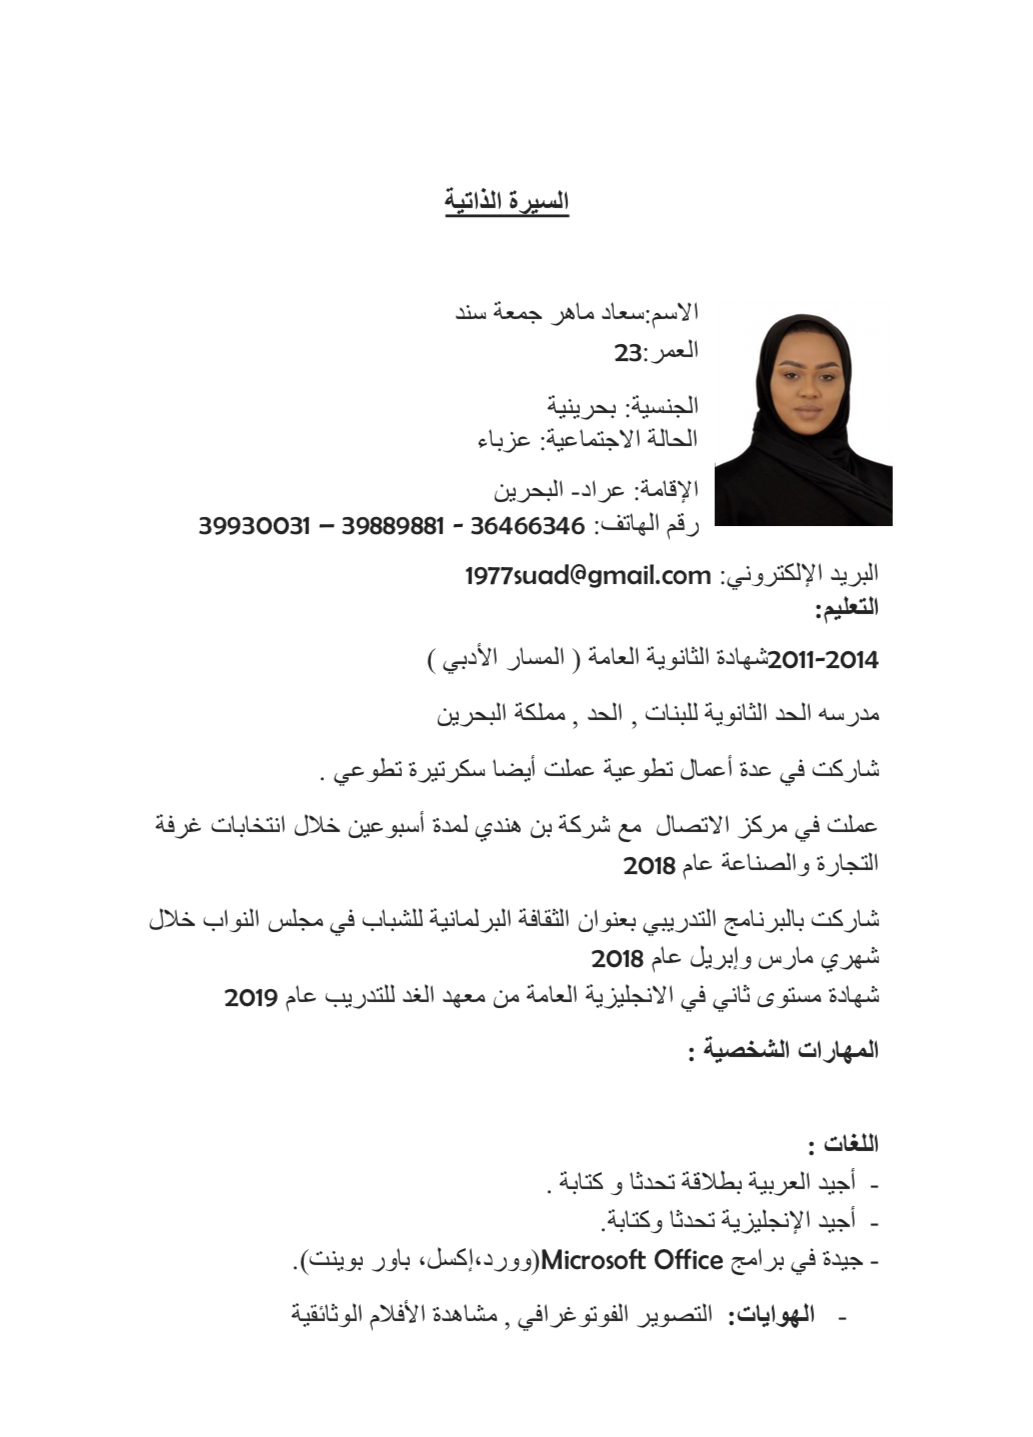 السيرة الذاتية
الاسم:سعاد ماهر جمعة سند
العمر:23
الجنسية: بحرينية
الحالة الاجتماعية: عزباء
الإقامة: عراد- البحرين
رقم الهاتف: 36466346 - 39889881 – 39930031
البريد الإلكتروني: 1977suad@gmail.com
التعليم:
2011-2014شهادة الثانوية العامة ( المسار الأدبي )
مدرسه الحد الثانوية للبنات , الحد , مملكة البحرين
شاركت في عدة أعمال تطوعية عملت أيضا سكرتيرة تطوعي .
عملت في مركز الاتصال مع شركة بن هندي لمدة أسبوعين خلال انتخابات غرفة
التجارة والصناعة عام 2018
شاركت بالبرنامج التدريبي بعنوان الثقافة البرلمانية للشباب في مجلس النواب خلال
شهري مارس وإبريل عام 2018
شهادة مستوى ثاني في الانجليزية العامة من معهد الغد للتدريب عام 2019
المهارات الشخصية :
اللغات :
- أجيد العربية بطلاقة تحدثا و كتابة .
- أجيد الإنجليزية تحدثا وكتابة.
- جيدة في برامج Microsoft Office(وورد،إكسل، باور بوينت).
- الهوايات: التصوير الفوتوغرافي , مشاهدة الأفلام الوثائقية